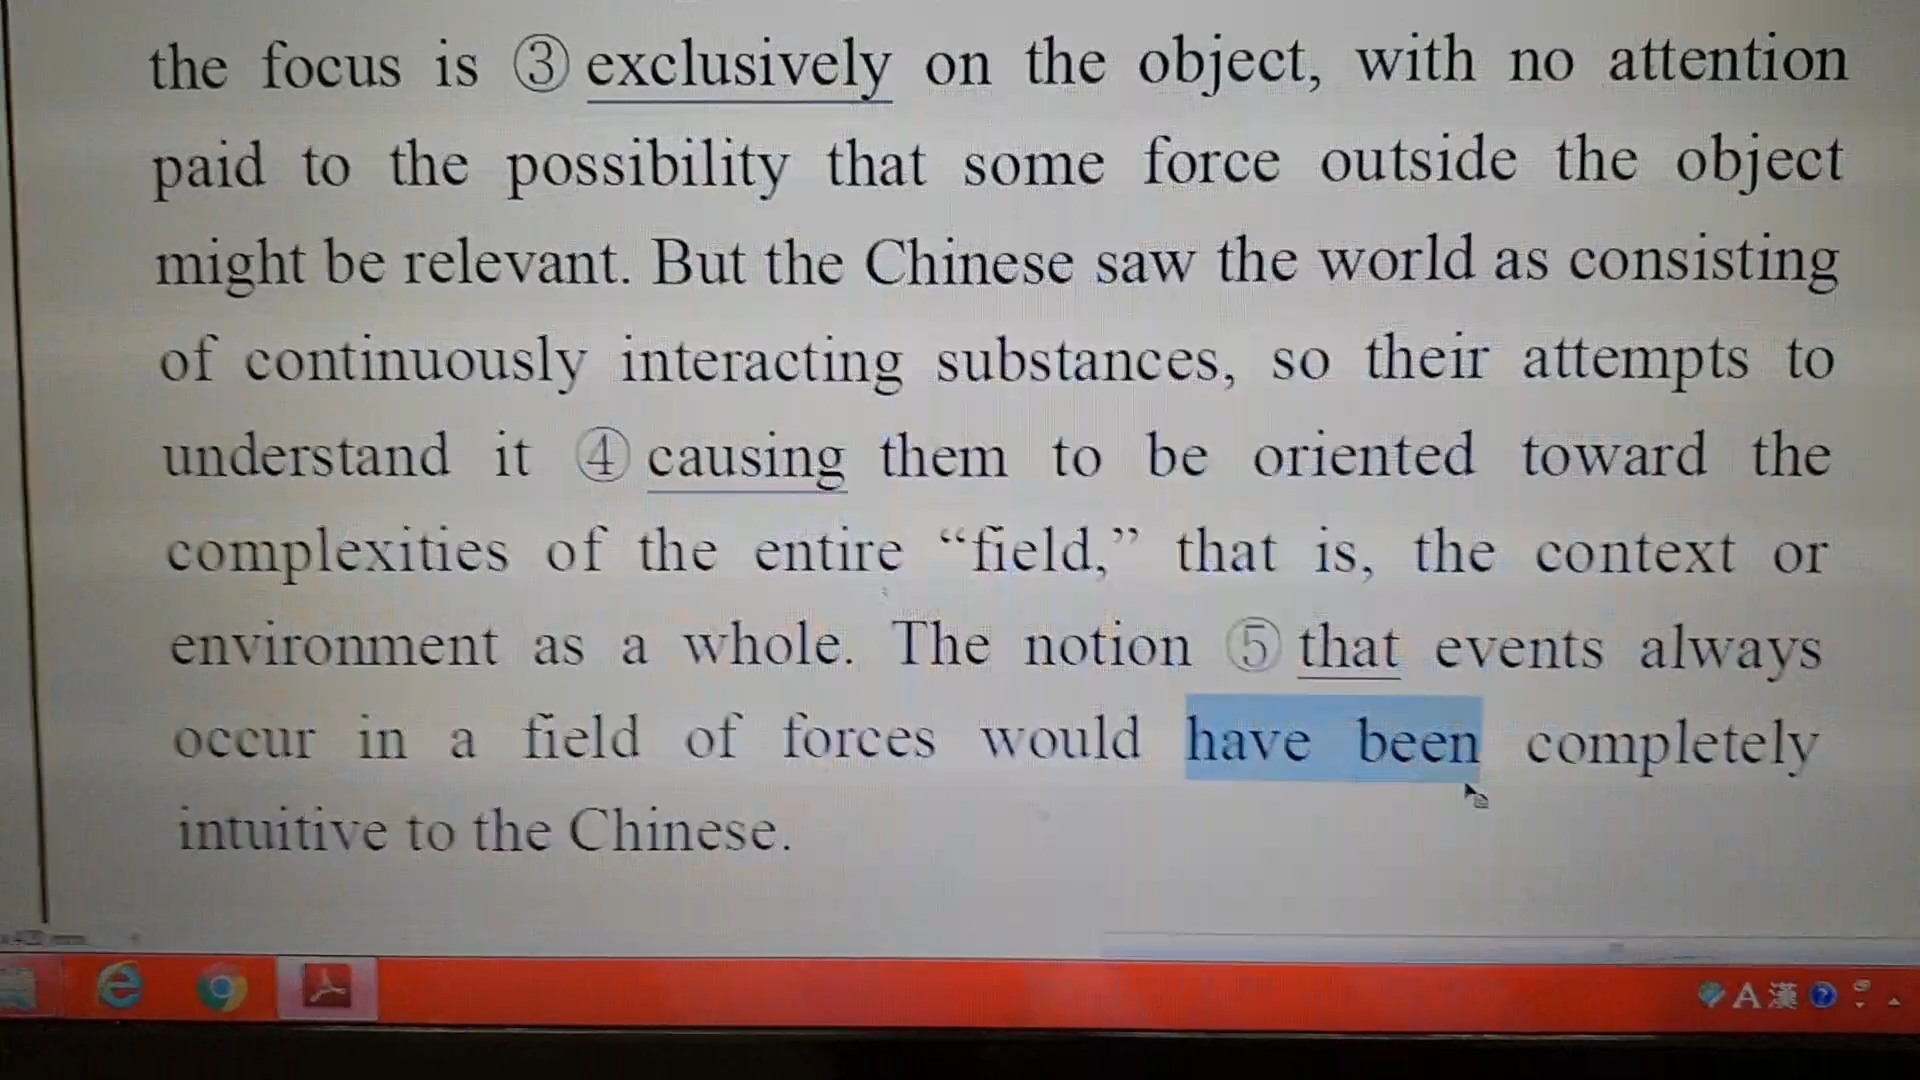 the focus is ③ exclusively on the object, with no attention
paid to the possibility that some force outside the object
might be relevant. But the Chinese saw the world as consisting
of continuously interacting substances, so their attempts to
understand it ④ causing them to be oriented toward the
complexities of the entire “field,” that is, the context or
environment as a whole. The notion ⑤ that events always
occur in a field of forces would have been completely
intuitive to the Chinese.
A 漢 ?